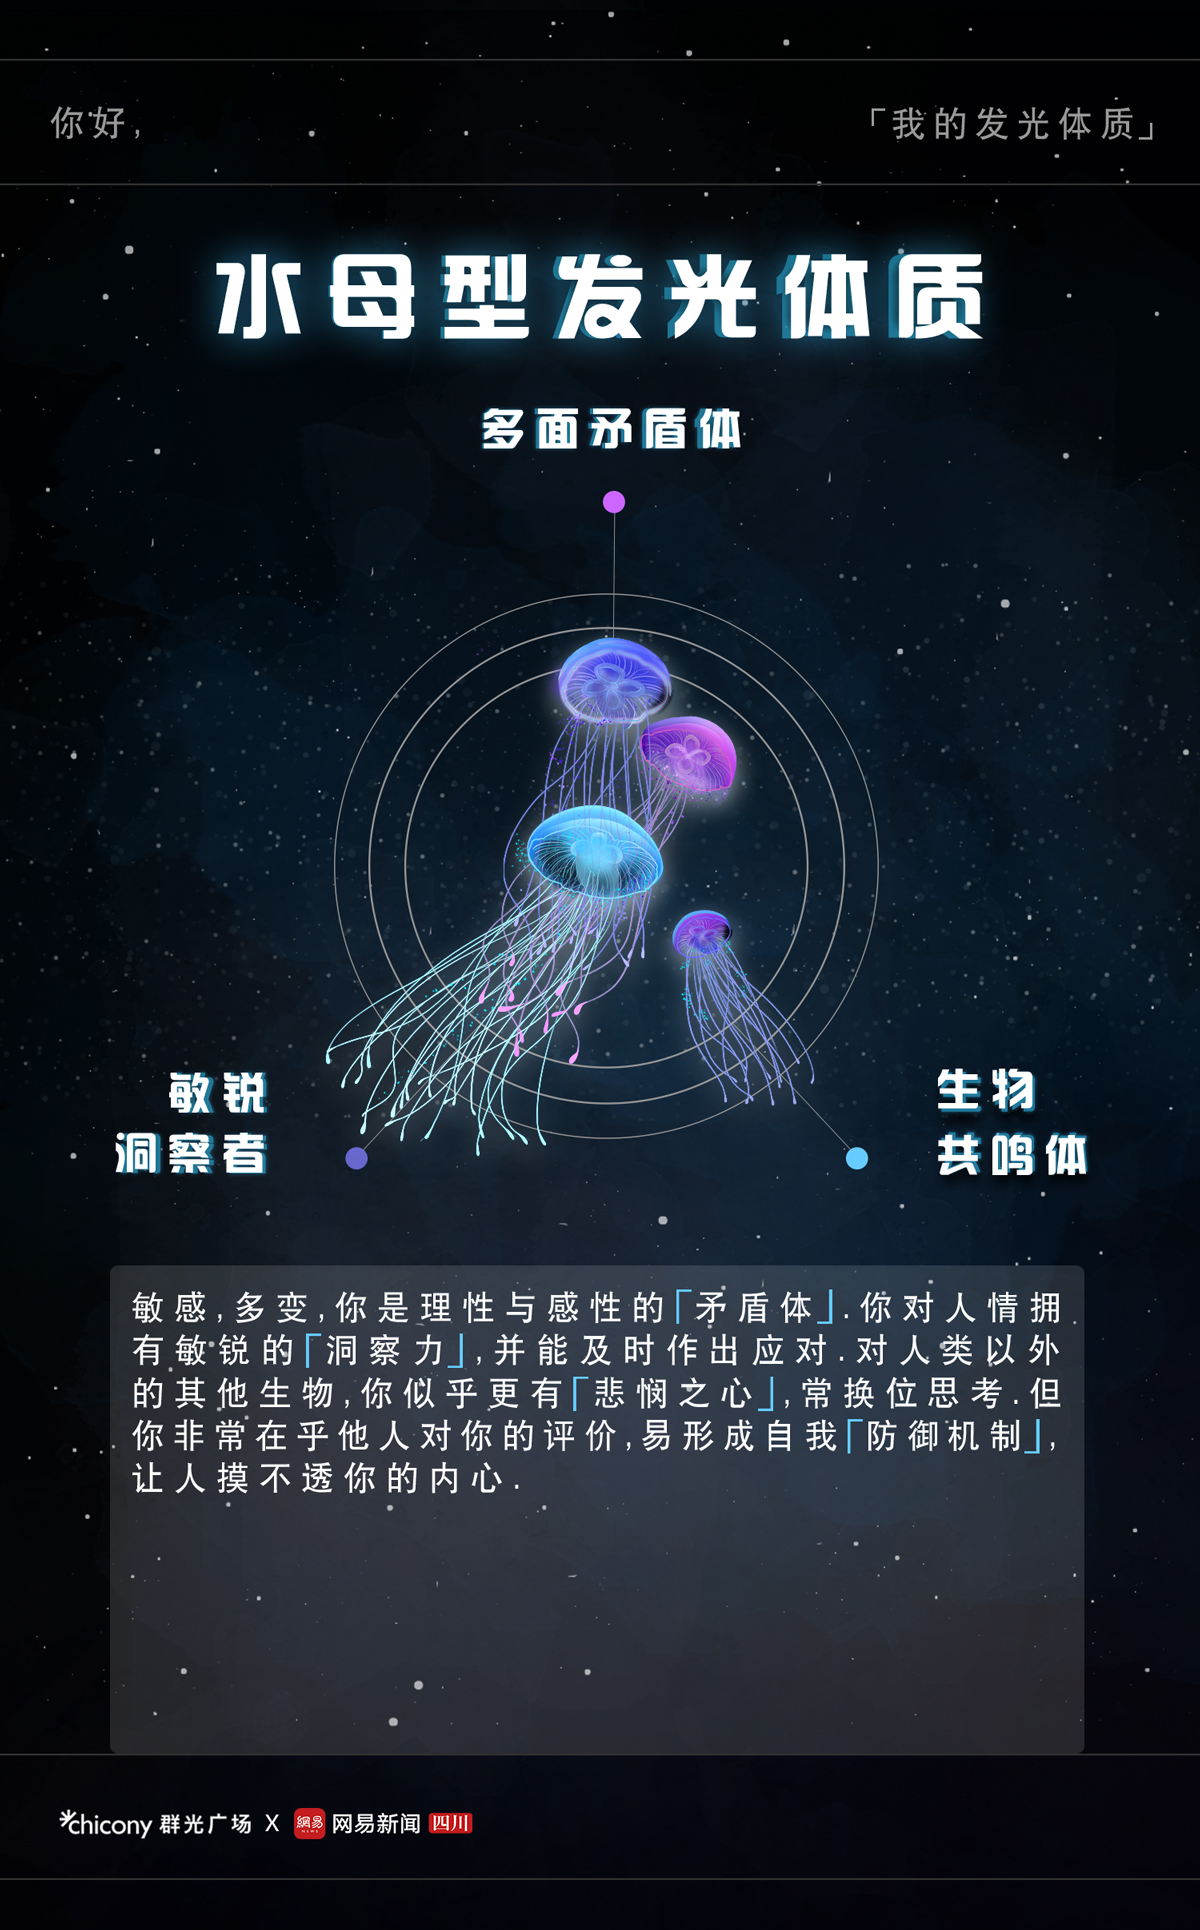 你好,
「我的发光体质」
水母型发光体质
多面矛盾体
敏锐
洞察者
生物
共鸣体
敏感,多变,你是理性与感性的「矛盾体」.你对人情拥
有敏锐的「洞察力」,并能及时作出应对.对人类以外
的其他生物,你似乎更有「悲悯之心」,常换位思考.但
你非常在乎他人对你的评价,易形成自我「防御机制」,
让人摸不透你的内心.
chicony 群光广场 X 網易 NEWS 网易新闻 四川